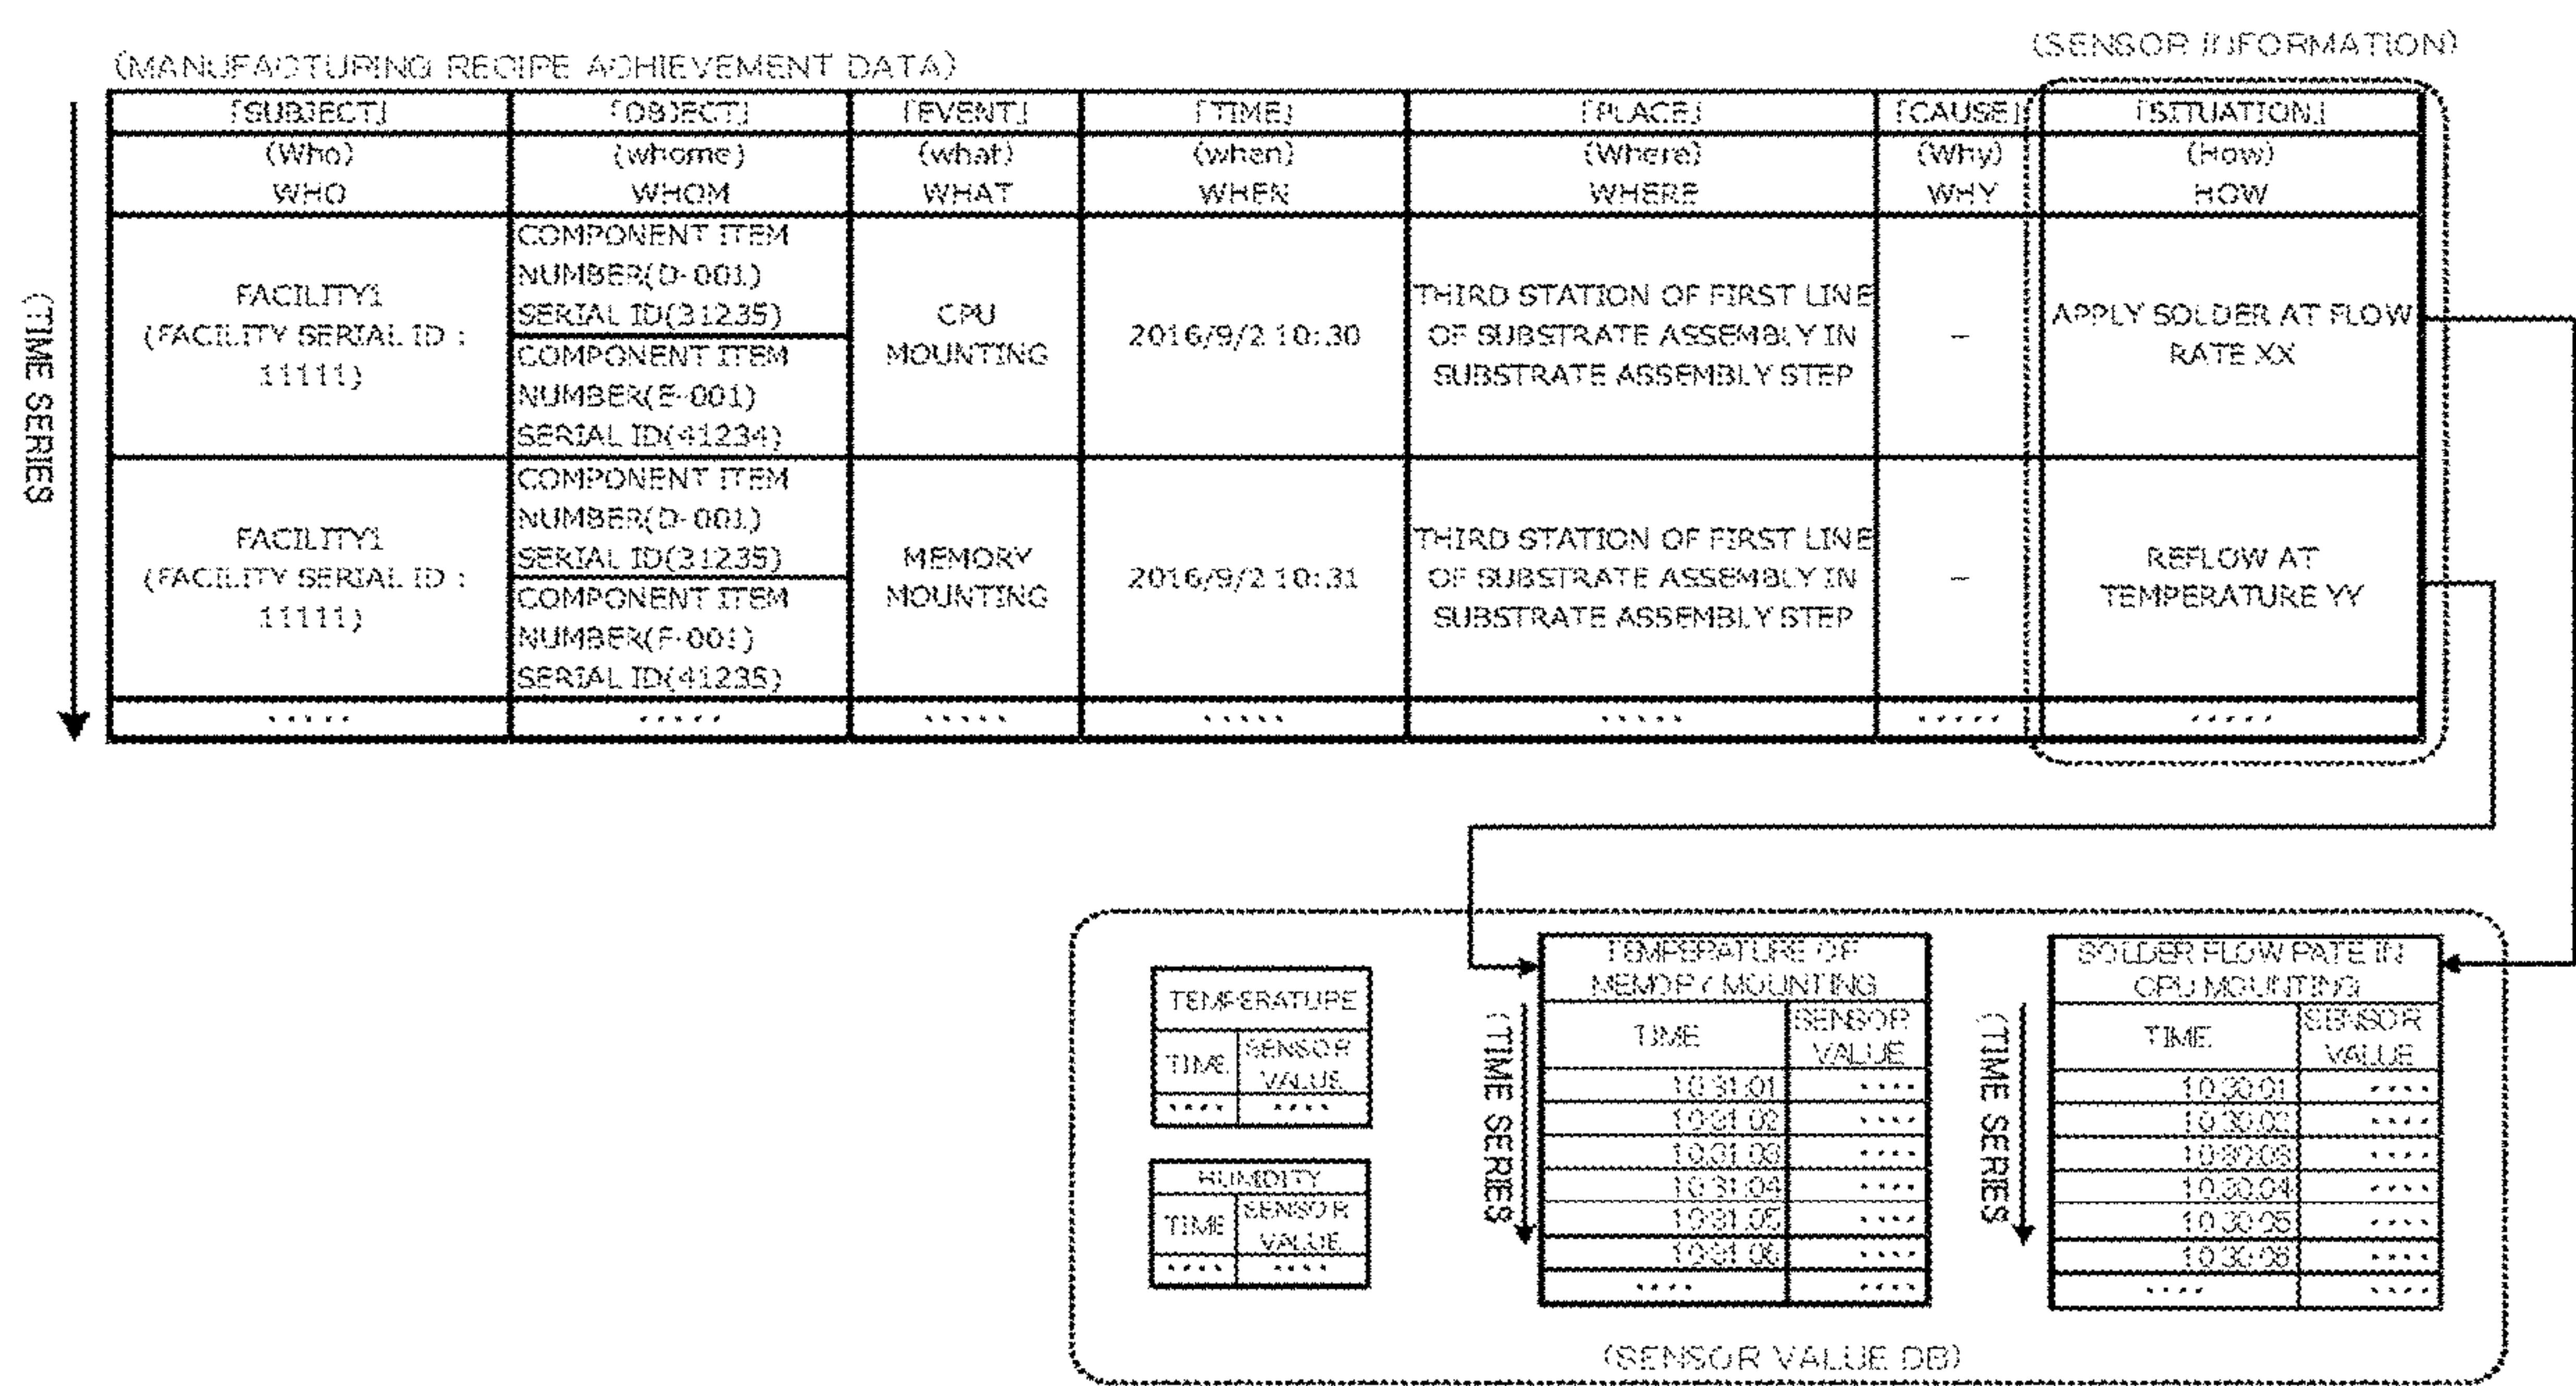 (MANUFACTURING RECIPE ACHIEVEMENT DATA)
(SENSOR INFORMATION)
「SUBJECT」 「OBJECT」 「EVENT」 「TIME」 「PLACE」 「CAUSE」 「SITUATION」
(Who) (whome) (what) (when) (Where) (Why) (How)
WHO WHOM WHAT WHEN WHERE WHY HOW
(TIME SERIES
FACILITY1
(FACILITY SERIAL ID :
11111)
COMPONENT ITEM
NUMBER(D-001)
SERIAL ID(31235)
COMPONENT ITEM
NUMBER(E-001)
SERIAL ID(41234)
CPU
MOUNTING
2016/9/2 10:30
THIRD STATION OF FIRST LINE
OF SUBSTRATE ASSEMBLY IN
SUBSTRATE ASSEMBLY STEP
–
APPLY SOLDER AT FLOW
RATE XX
FACILITY1
(FACILITY SERIAL ID :
11111)
COMPONENT ITEM
NUMBER(D-001)
SERIAL ID(31235)
COMPONENT ITEM
NUMBER(F-001)
SERIAL ID(41235)
MEMORY
MOUNTING
2016/9/2 10:31
THIRD STATION OF FIRST LINE
OF SUBSTRATE ASSEMBLY IN
SUBSTRATE ASSEMBLY STEP
–
REFLOW AT
TEMPERATURE YY
..... ..... ..... ..... ..... ..... .....
TEMPERATURE
TIME SENSOR
VALUE
.... ....
HUMIDITY
TIME SENSOR
VALUE
.... ....
(TIME SERIES
TEMPERATURE OF
MEMORY MOUNTING
TIME SENSOR
VALUE
10:31:01 ....
10:31:02 ....
10:31:03 ....
10:31:04 ....
10:31:05 ....
10:31:06 ....
.... ....
(TIME SERIES
SOLDER FLOW RATE IN
CPU MOUNTING
TIME SENSOR
VALUE
10:30:01 ....
10:30:02 ....
10:30:03 ....
10:30:04 ....
10:30:05 ....
10:30:06 ....
.... ....
(SENSOR VALUE DB)